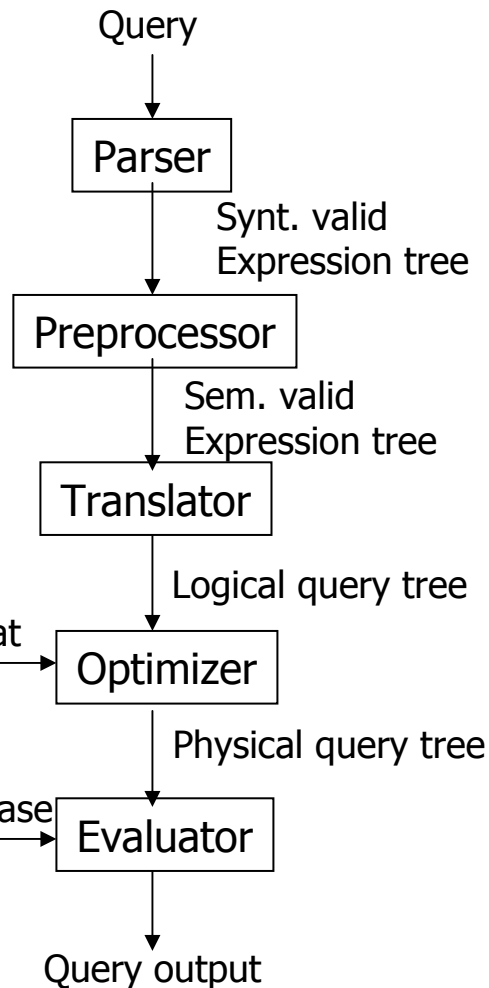 Query
Parser
Synt. valid
Expression tree
Preprocessor
Sem. valid
Expression tree
Translator
Logical query tree
Optimizer
Physical query tree
Evaluator
Query output